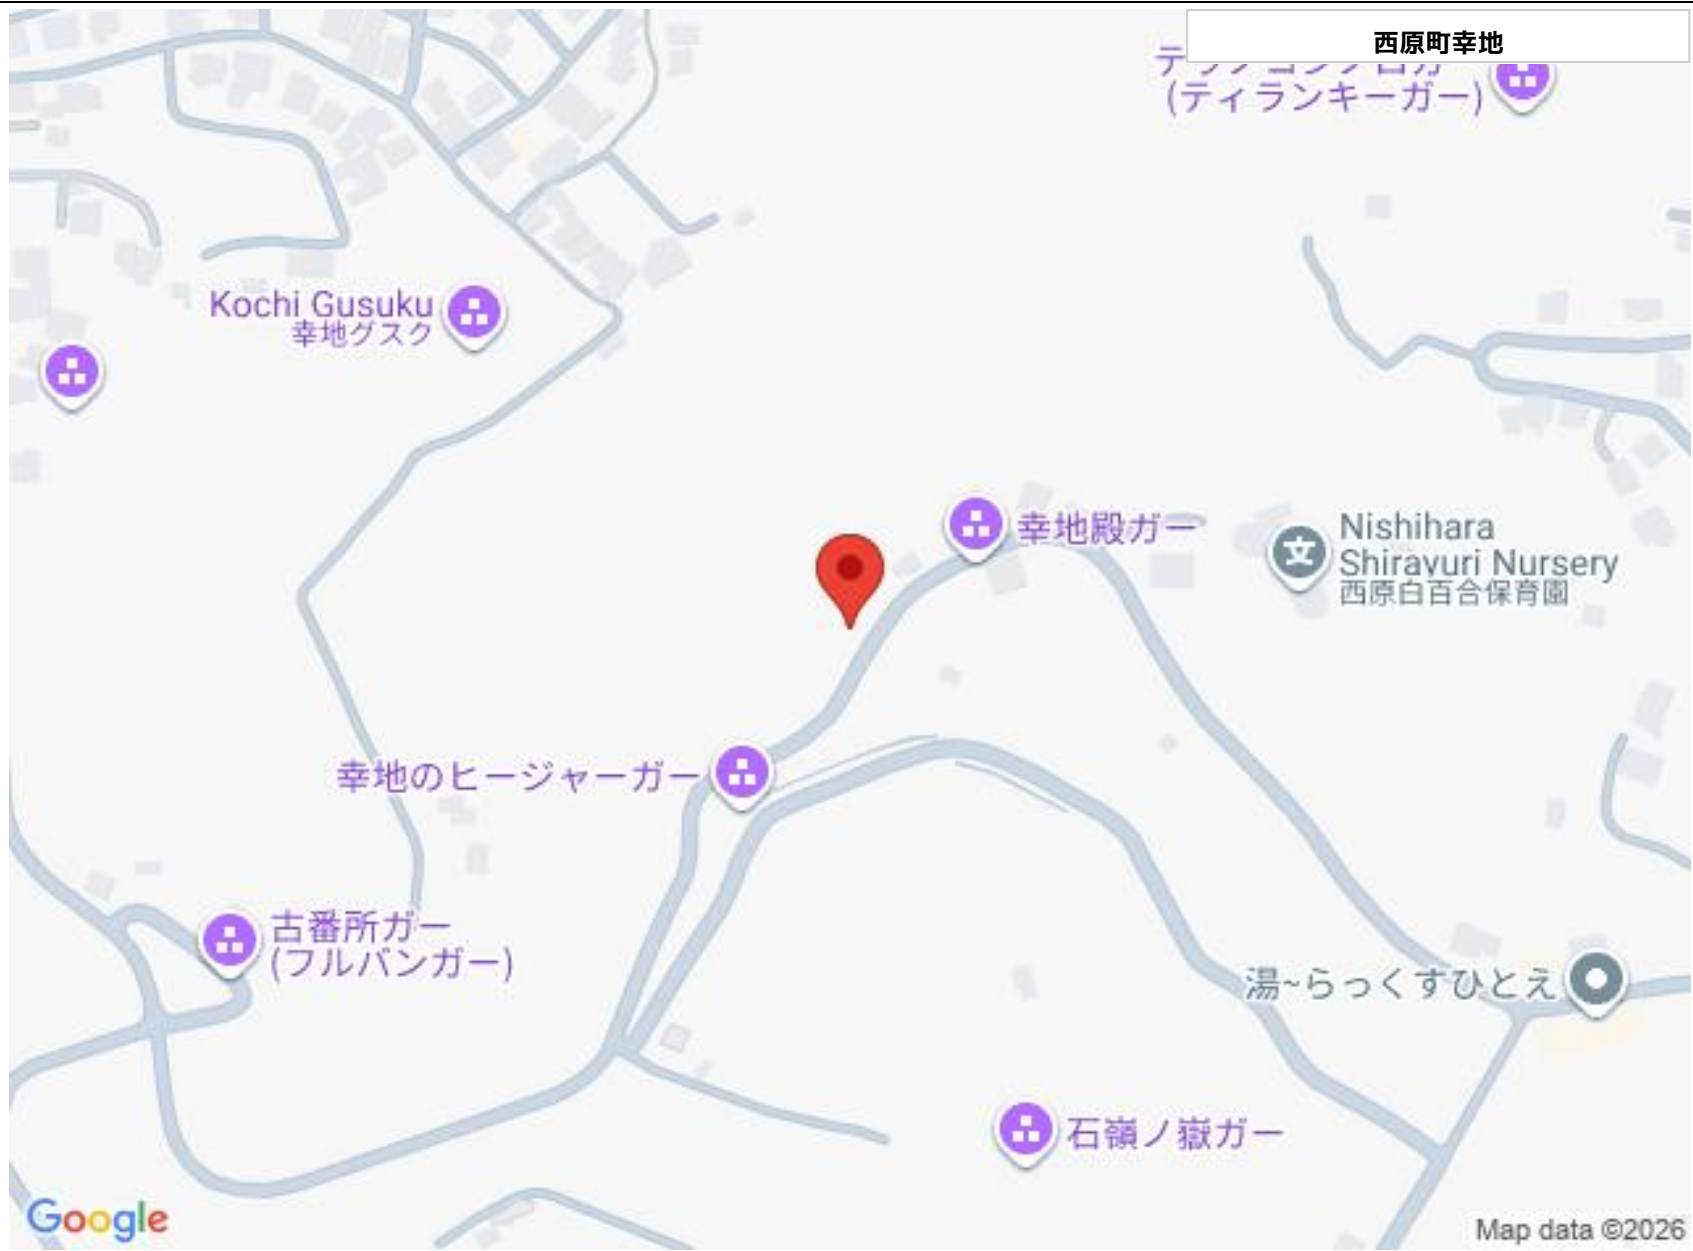 西原町幸地
(ティランキーガー)
Kochi Gusuku
幸地グスク
幸地殿ガー
Nishihara
Shirayuri Nursery
西原白百合保育園
幸地のヒージャーガー
古番所ガー
(フルバンガー)
湯~らっくすひとえ
石嶺ノ嶽ガー
Google
Map data ©2026